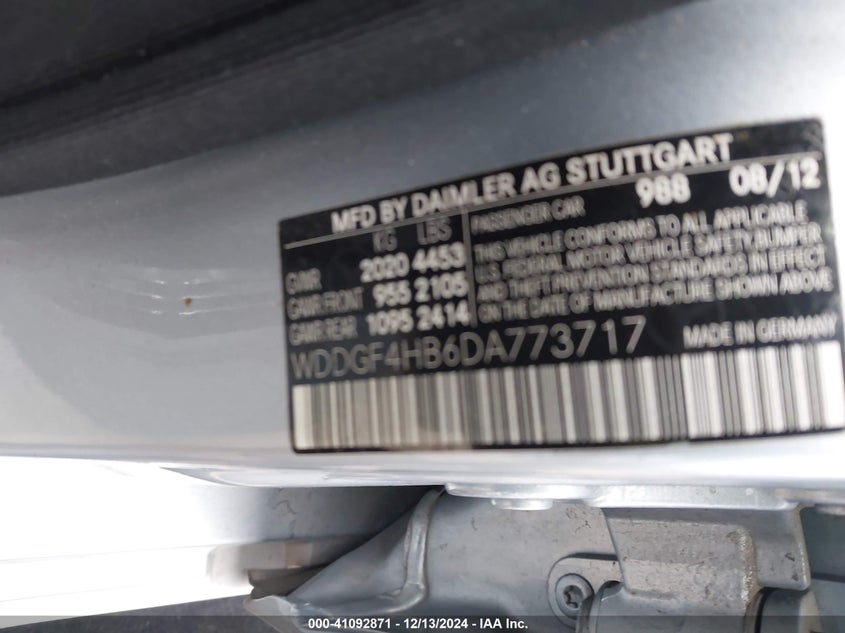 MFD BY DAIMLER AG STUTTGART
KG LBS
GVWR 2020 4453
GAWR FRONT 955 2105
GAWR REAR 1095 2414
PASSENGER CAR 988 08/12
THIS VEHICLE CONFORMS TO ALL APPLICABLE
U.S. FEDERAL MOTOR VEHICLE SAFETY BUMPER
AND THEFT PREVENTION STANDARDS IN EFFECT
ON THE DATE OF MANUFACTURE SHOWN ABOVE
WDDGF4HB6DA773717 MADE IN GERMANY
000-41092871 - 12/13/2024 - IAA Inc.